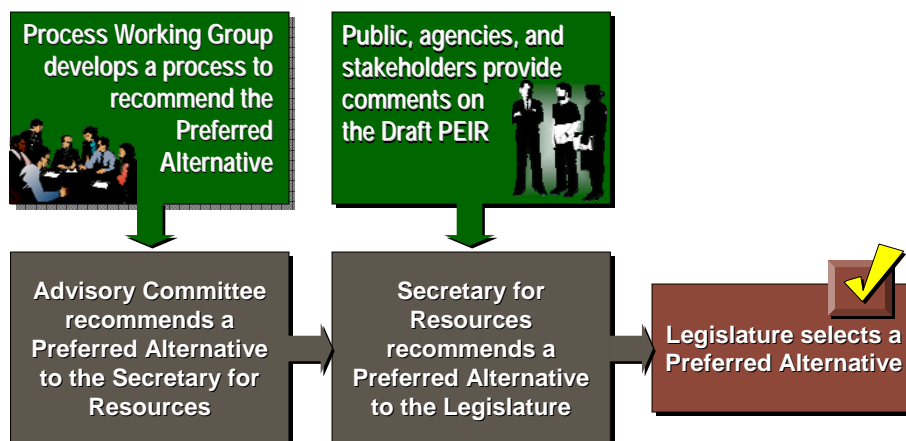 Process Working Group
develops a process to
recommend the
Preferred
Alternative
Public, agencies, and
stakeholders provide
comments on
the Draft PEIR
Advisory Committee
recommends a
Preferred Alternative
to the Secretary for
Resources
Secretary for
Resources
recommends a
Preferred Alternative
to the Legislature
Legislature selects a
Preferred Alternative